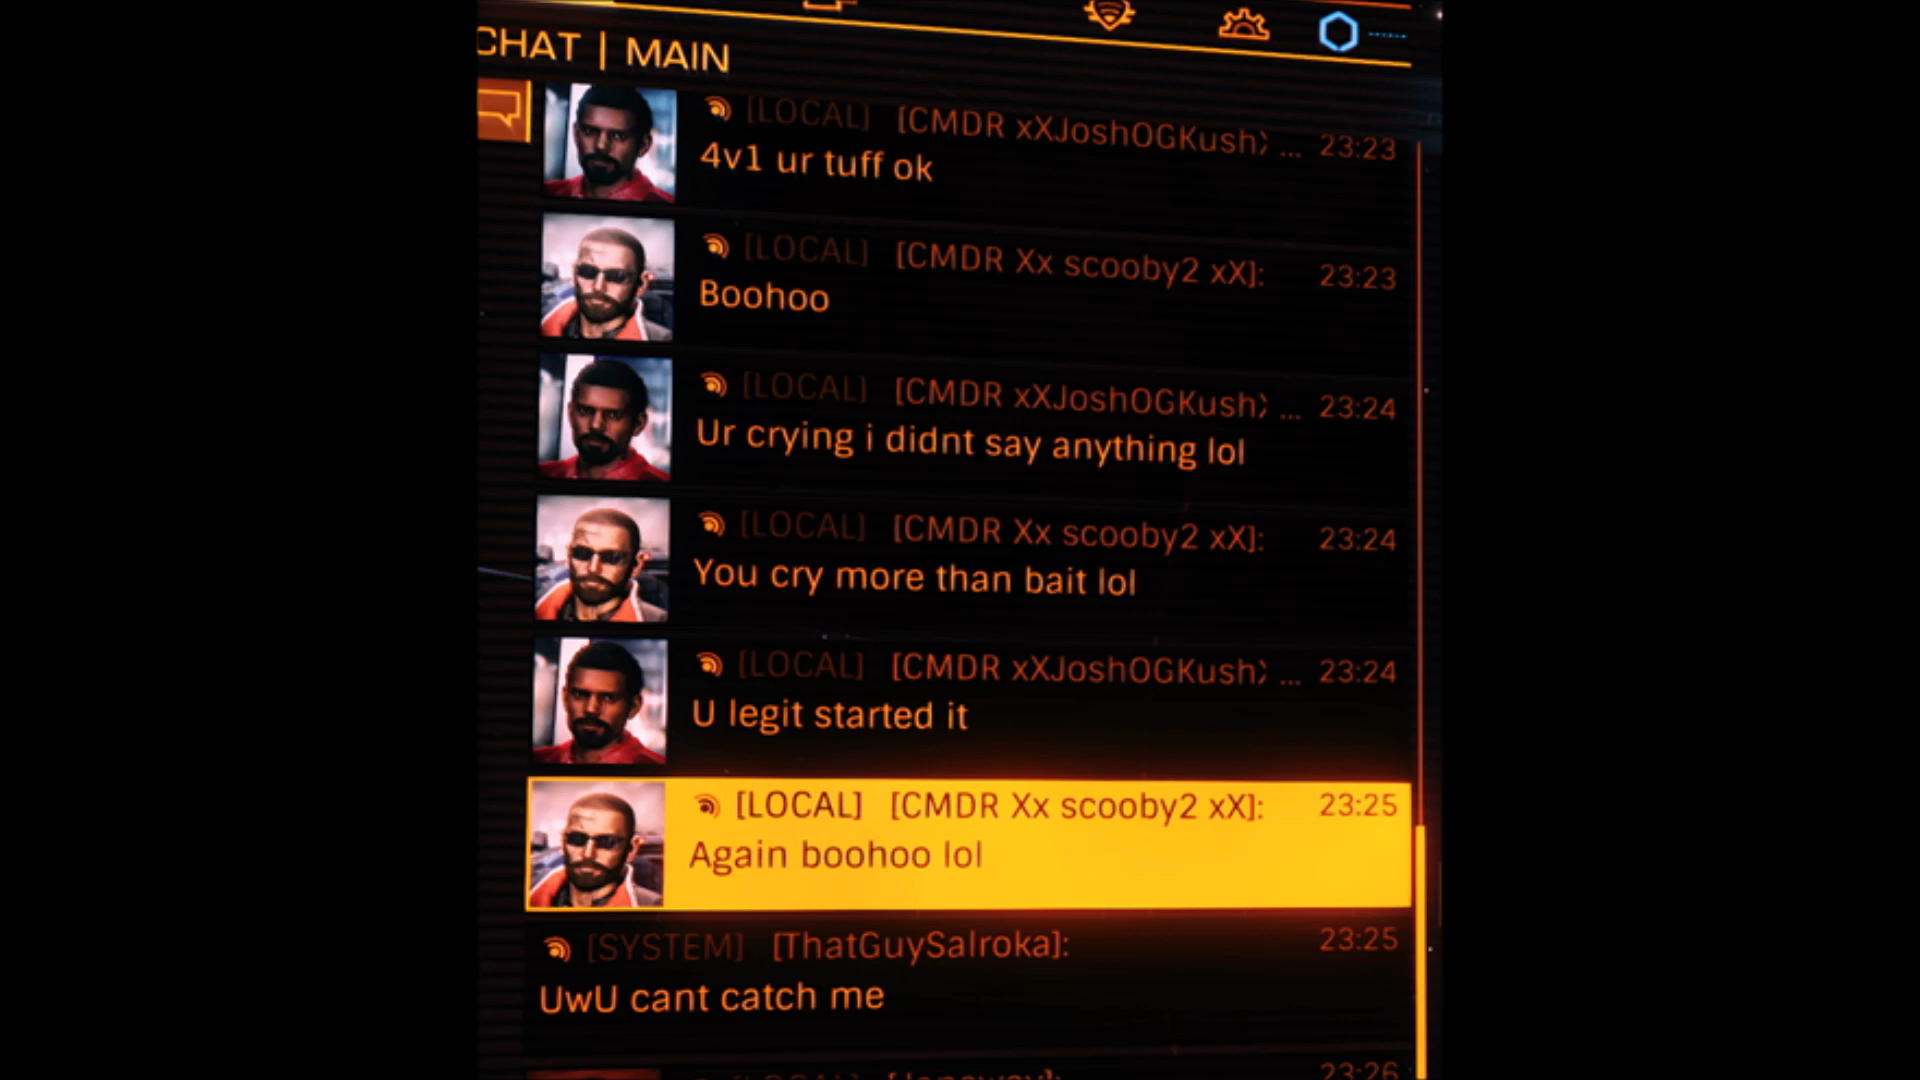 CHAT | MAIN
[LOCAL] [CMDR xXJoshOGKush ... 23:23
4v1 ur tuff ok
[LOCAL] [CMDR Xx scooby2 xX]: 23:23
Boohoo
[LOCAL] [CMDR xXJoshOGKush ... 23:24
Ur crying i didnt say anything lol
[LOCAL] [CMDR Xx scooby2 xX]: 23:24
You cry more than bait lol
[LOCAL] [CMDR xXJoshOGKush ... 23:24
U legit started it
[LOCAL] [CMDR Xx scooby2 xX]: 23:25
Again boohoo lol
[SYSTEM] [ThatGuySalroka]: 23:25
UwU cant catch me
[LOCAL] 23:26